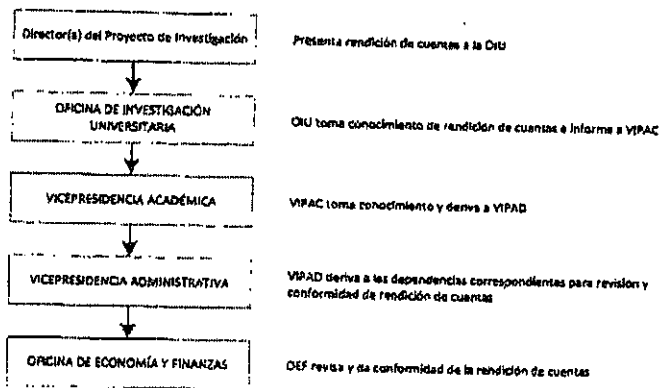 Director(a) del Proyecto de Investigación
Presenta rendición de cuentas a la OIU
OFICINA DE INVESTIGACIÓN
UNIVERSITARIA
OIU toma conocimiento de rendición de cuentas e informa a VIPAC
VICEPRESIDENCIA ACADÉMICA
VIPAC toma conocimiento y deriva a VIPAD
VICEPRESIDENCIA ADMINISTRATIVA
VIPAD deriva a las dependencias correspondientes para revisión y
conformidad de rendición de cuentas
OFICINA DE ECONOMÍA Y FINANZAS
OEF revisa y da conformidad de la rendición de cuentas